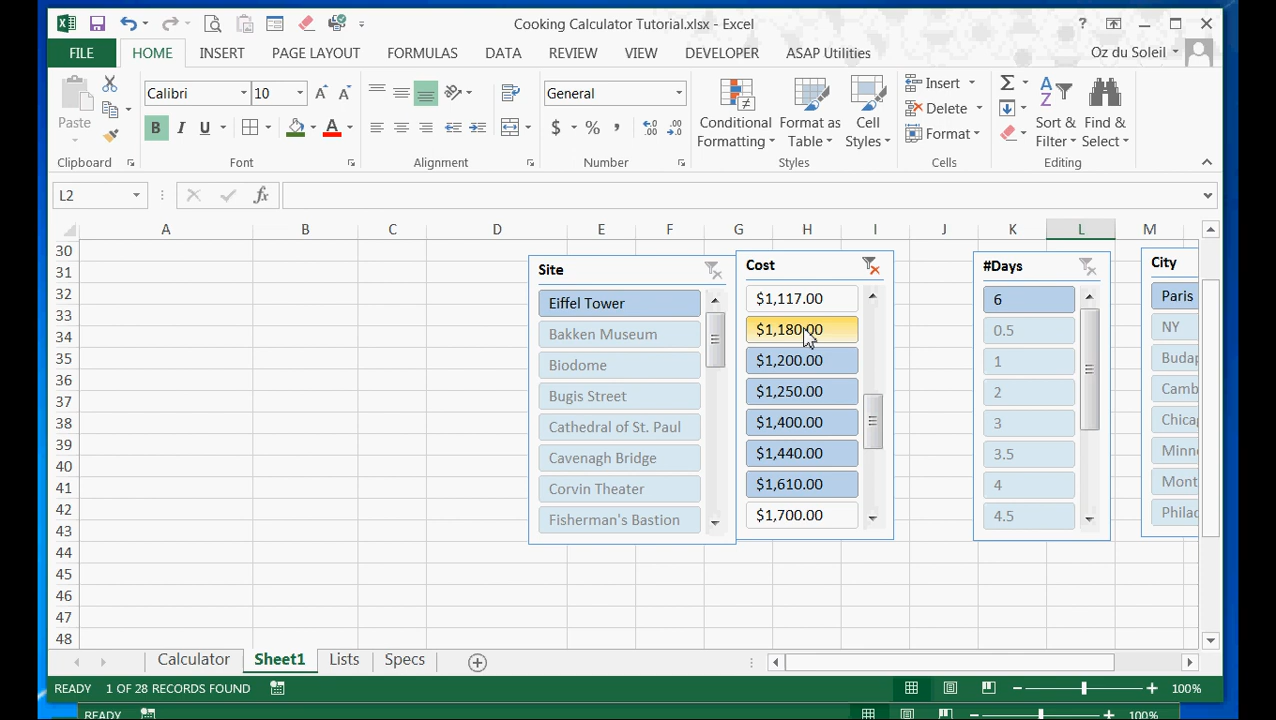 Cooking Calculator Tutorial.xlsx - Excel
FILE HOME INSERT PAGE LAYOUT FORMULAS DATA REVIEW VIEW DEVELOPER ASAP Utilities Oz du Soleil
Calibri 10 General
Paste
B I U A
$ % ,
Conditional Formatting
Format as Table
Cell Styles
Insert
Delete
Format
Sort & Filter
Find & Select
Clipboard Font Alignment Number Styles Cells Editing
L2 fx
A B C D E F G H I J K L M
30
31
32
33
34
35
36
37
38
39
40
41
42
43
44
45
46
47
48
Site
Eiffel Tower
Bakken Museum
Biodome
Bugis Street
Cathedral of St. Paul
Cavenagh Bridge
Corvin Theater
Fisherman's Bastion
Cost
$1,117.00
$1,180.00
$1,200.00
$1,250.00
$1,400.00
$1,440.00
$1,610.00
$1,700.00
#Days
6
0.5
1
2
3
3.5
4
4.5
City
Paris
NY
Budap
Camb
Chicag
Minne
Mont
Philad
Calculator Sheet1 Lists Specs
READY 1 OF 28 RECORDS FOUND 100%
READY 100%